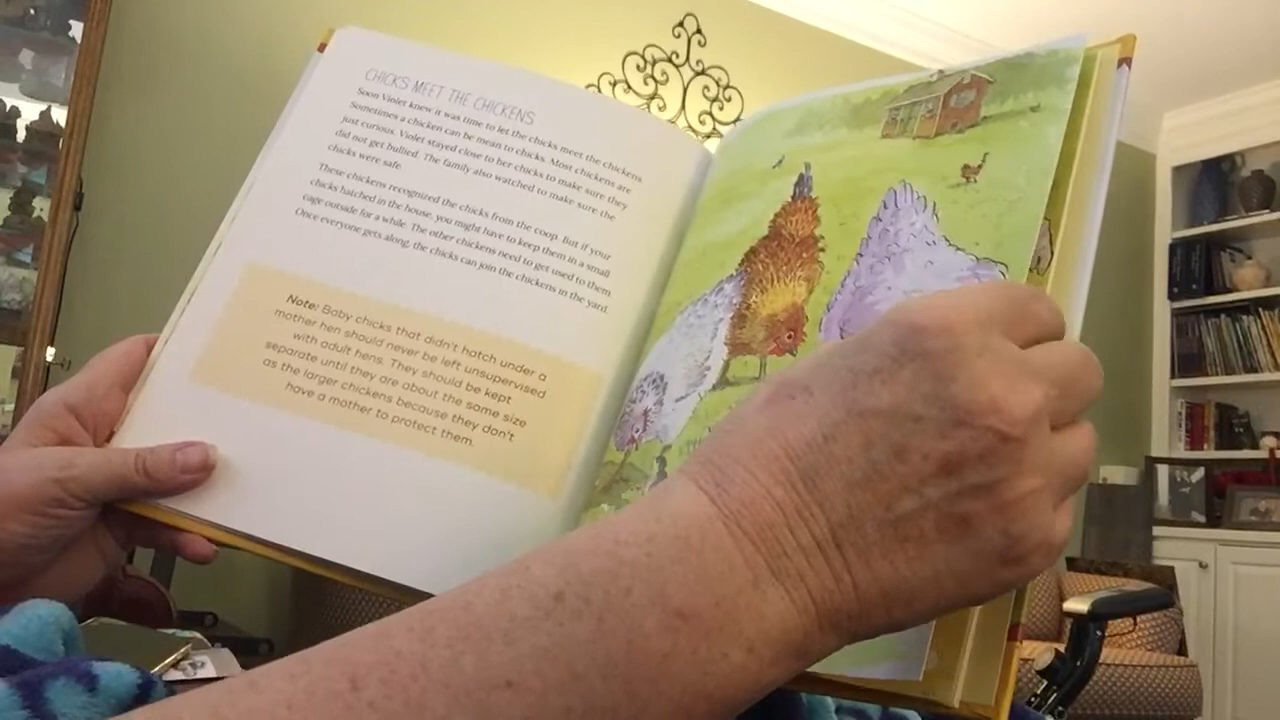 CHICKS MEET THE CHICKENS
Soon Violet knew it was time to let the chicks meet the chickens.
Sometimes a chicken can be mean to chicks. Most chickens are
just curious. Violet stayed close to her chicks to make sure they
did not get bullied. The family also watched to make sure the
chicks were safe.
These chickens recognized the chicks from the coop. But if your
chicks hatched in the house, you might have to keep them in a small
cage outside for a while. The other chickens need to get used to them.
Once everyone gets along, the chicks can join the chickens in the yard.
Note: Baby chicks that didn't hatch under a
mother hen should never be left unsupervised
with adult hens. They should be kept
separate until they are about the same size
as the larger chickens because they don't
have a mother to protect them.